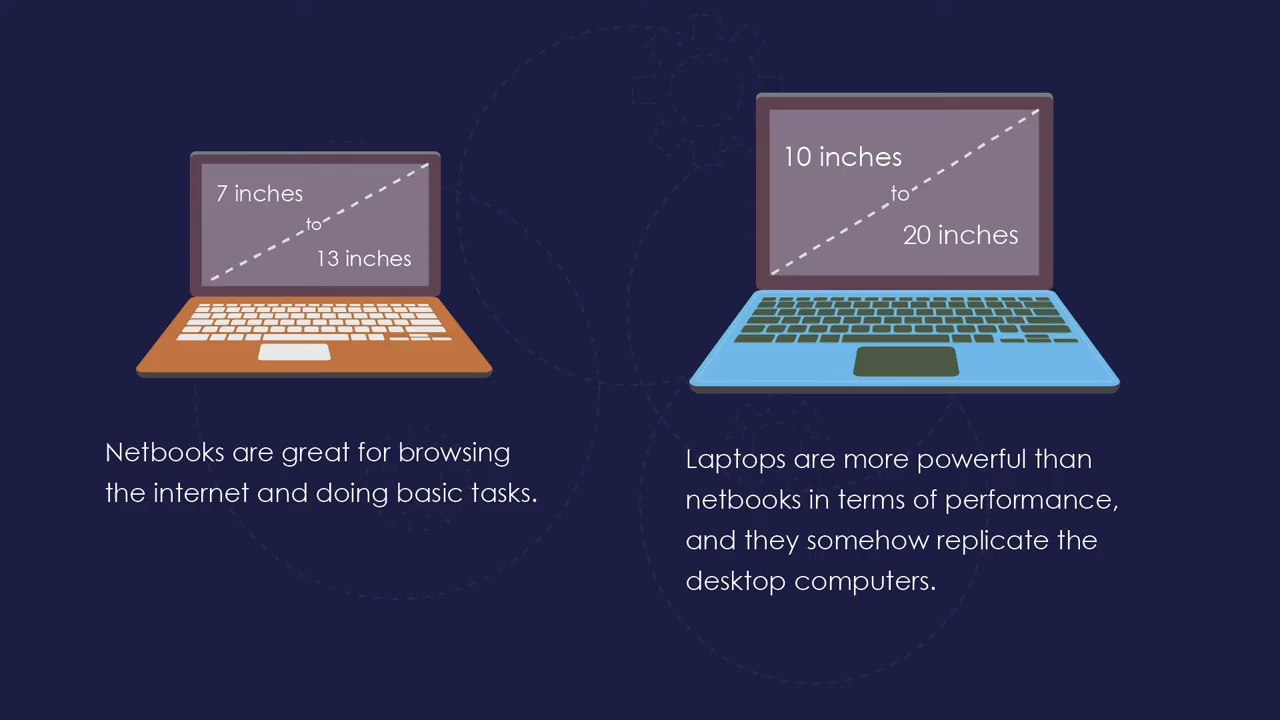 7 inches
to
13 inches
Netbooks are great for browsing
the internet and doing basic tasks.
10 inches
to
20 inches
Laptops are more powerful than
netbooks in terms of performance,
and they somehow replicate the
desktop computers.